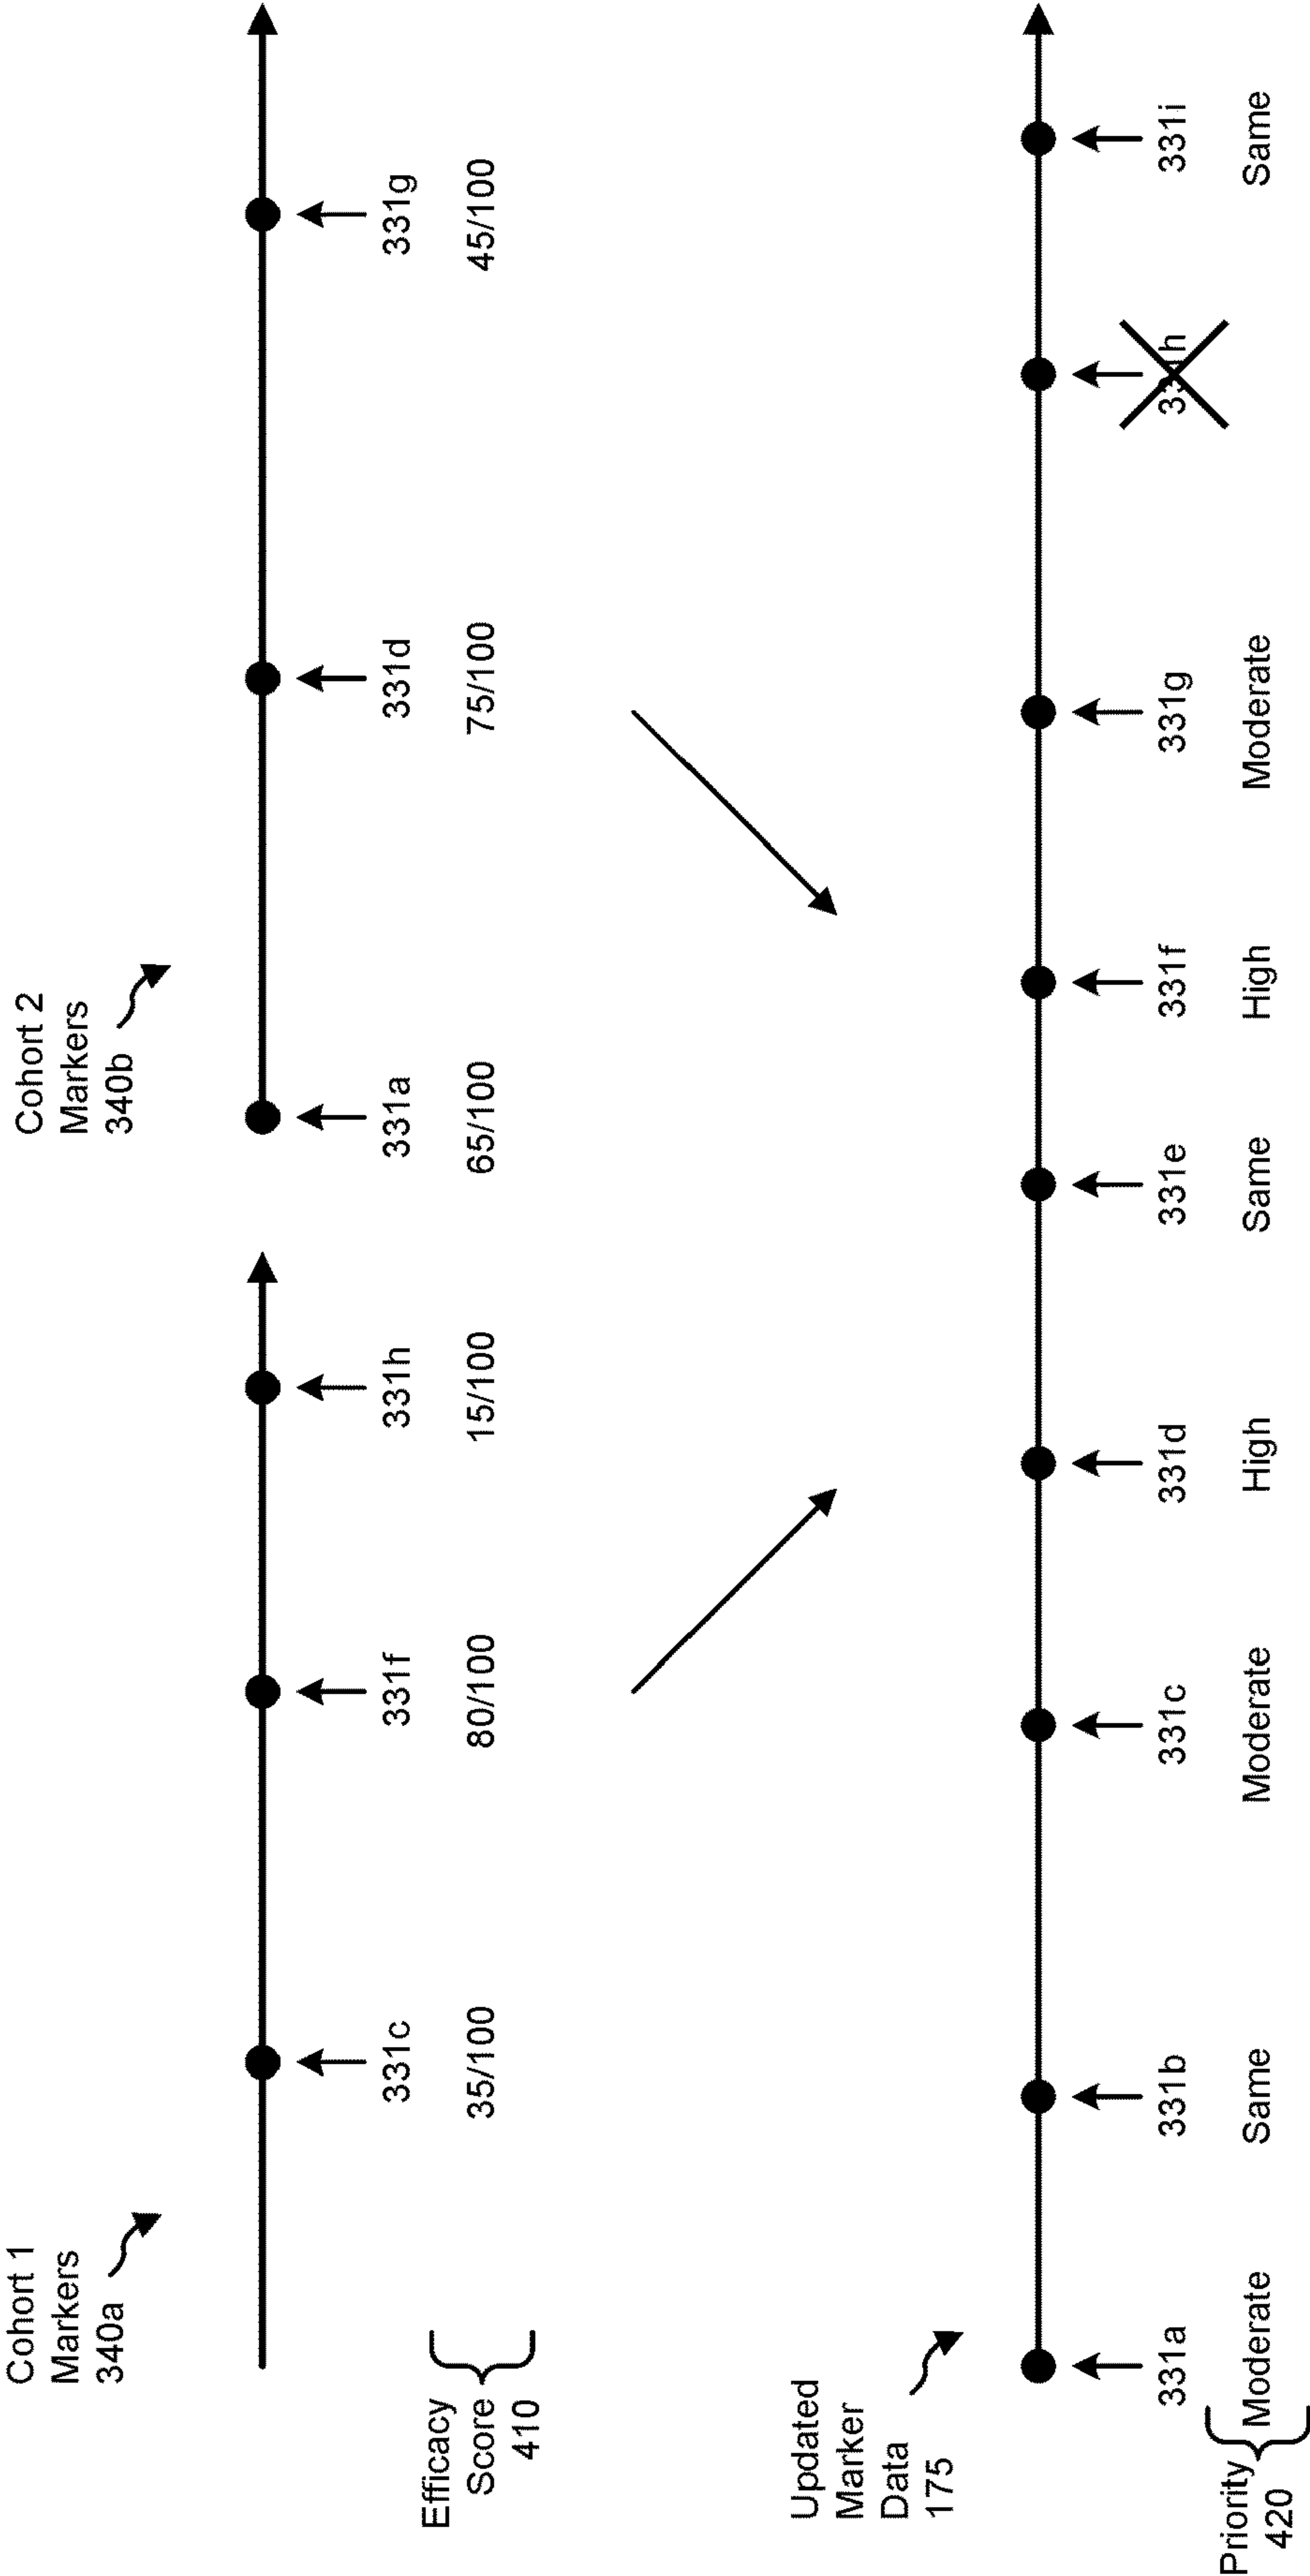 Cohort 1
Markers
340a
Cohort 2
Markers
340b
331c
331f
331h
331a
331d
331g
Efficacy
Score
410
35/100
80/100
15/100
65/100
75/100
45/100
Updated
Marker
Data
175
331a
331b
331c
331d
331e
331f
331g
331h
331i
Priority
420
Moderate
Same
Moderate
High
Same
High
Moderate
Same